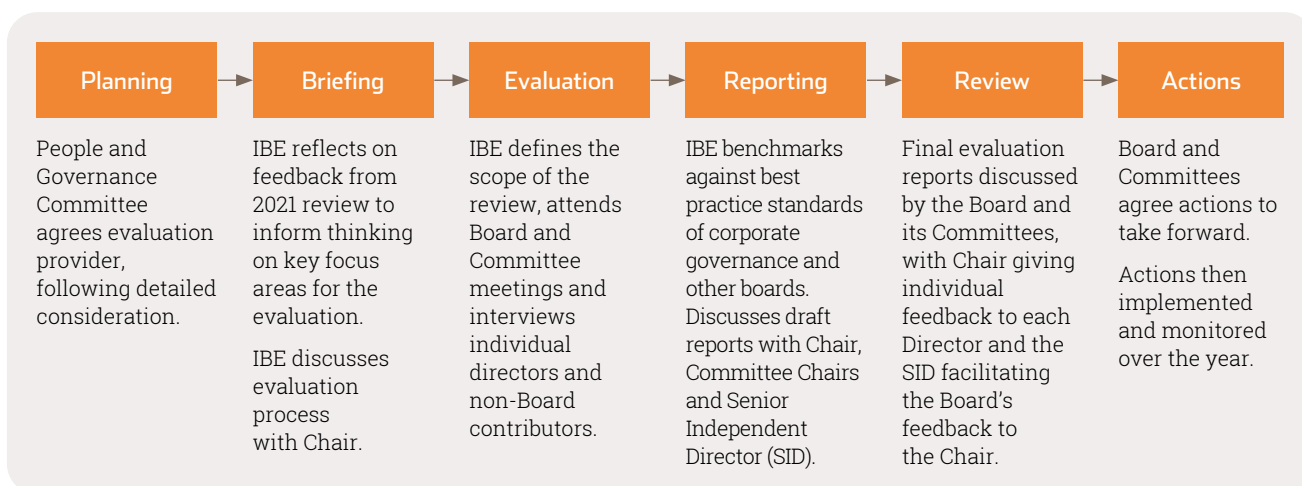 Planning
People and
Governance
Committee
agrees evaluation
provider,
following detailed
consideration.
Briefing
IBE reflects on
feedback from
2021 review to
inform thinking
on key focus
areas for the
evaluation.
IBE discusses
evaluation
process
with Chair.
Evaluation
IBE defines the
scope of the
review, attends
Board and
Committee
meetings and
interviews
individual
directors and
non-Board
contributors.
Reporting
IBE benchmarks
against best
practice standards
of corporate
governance and
other boards.
Discusses draft
reports with Chair,
Committee Chairs
and Senior
Independent
Director (SID).
Review
Final evaluation
reports discussed
by the Board and
its Committees,
with Chair giving
individual
feedback to each
Director and the
SID facilitating
the Board’s
feedback to
the Chair.
Actions
Board and
Committees
agree actions to
take forward.
Actions then
implemented
and monitored
over the year.